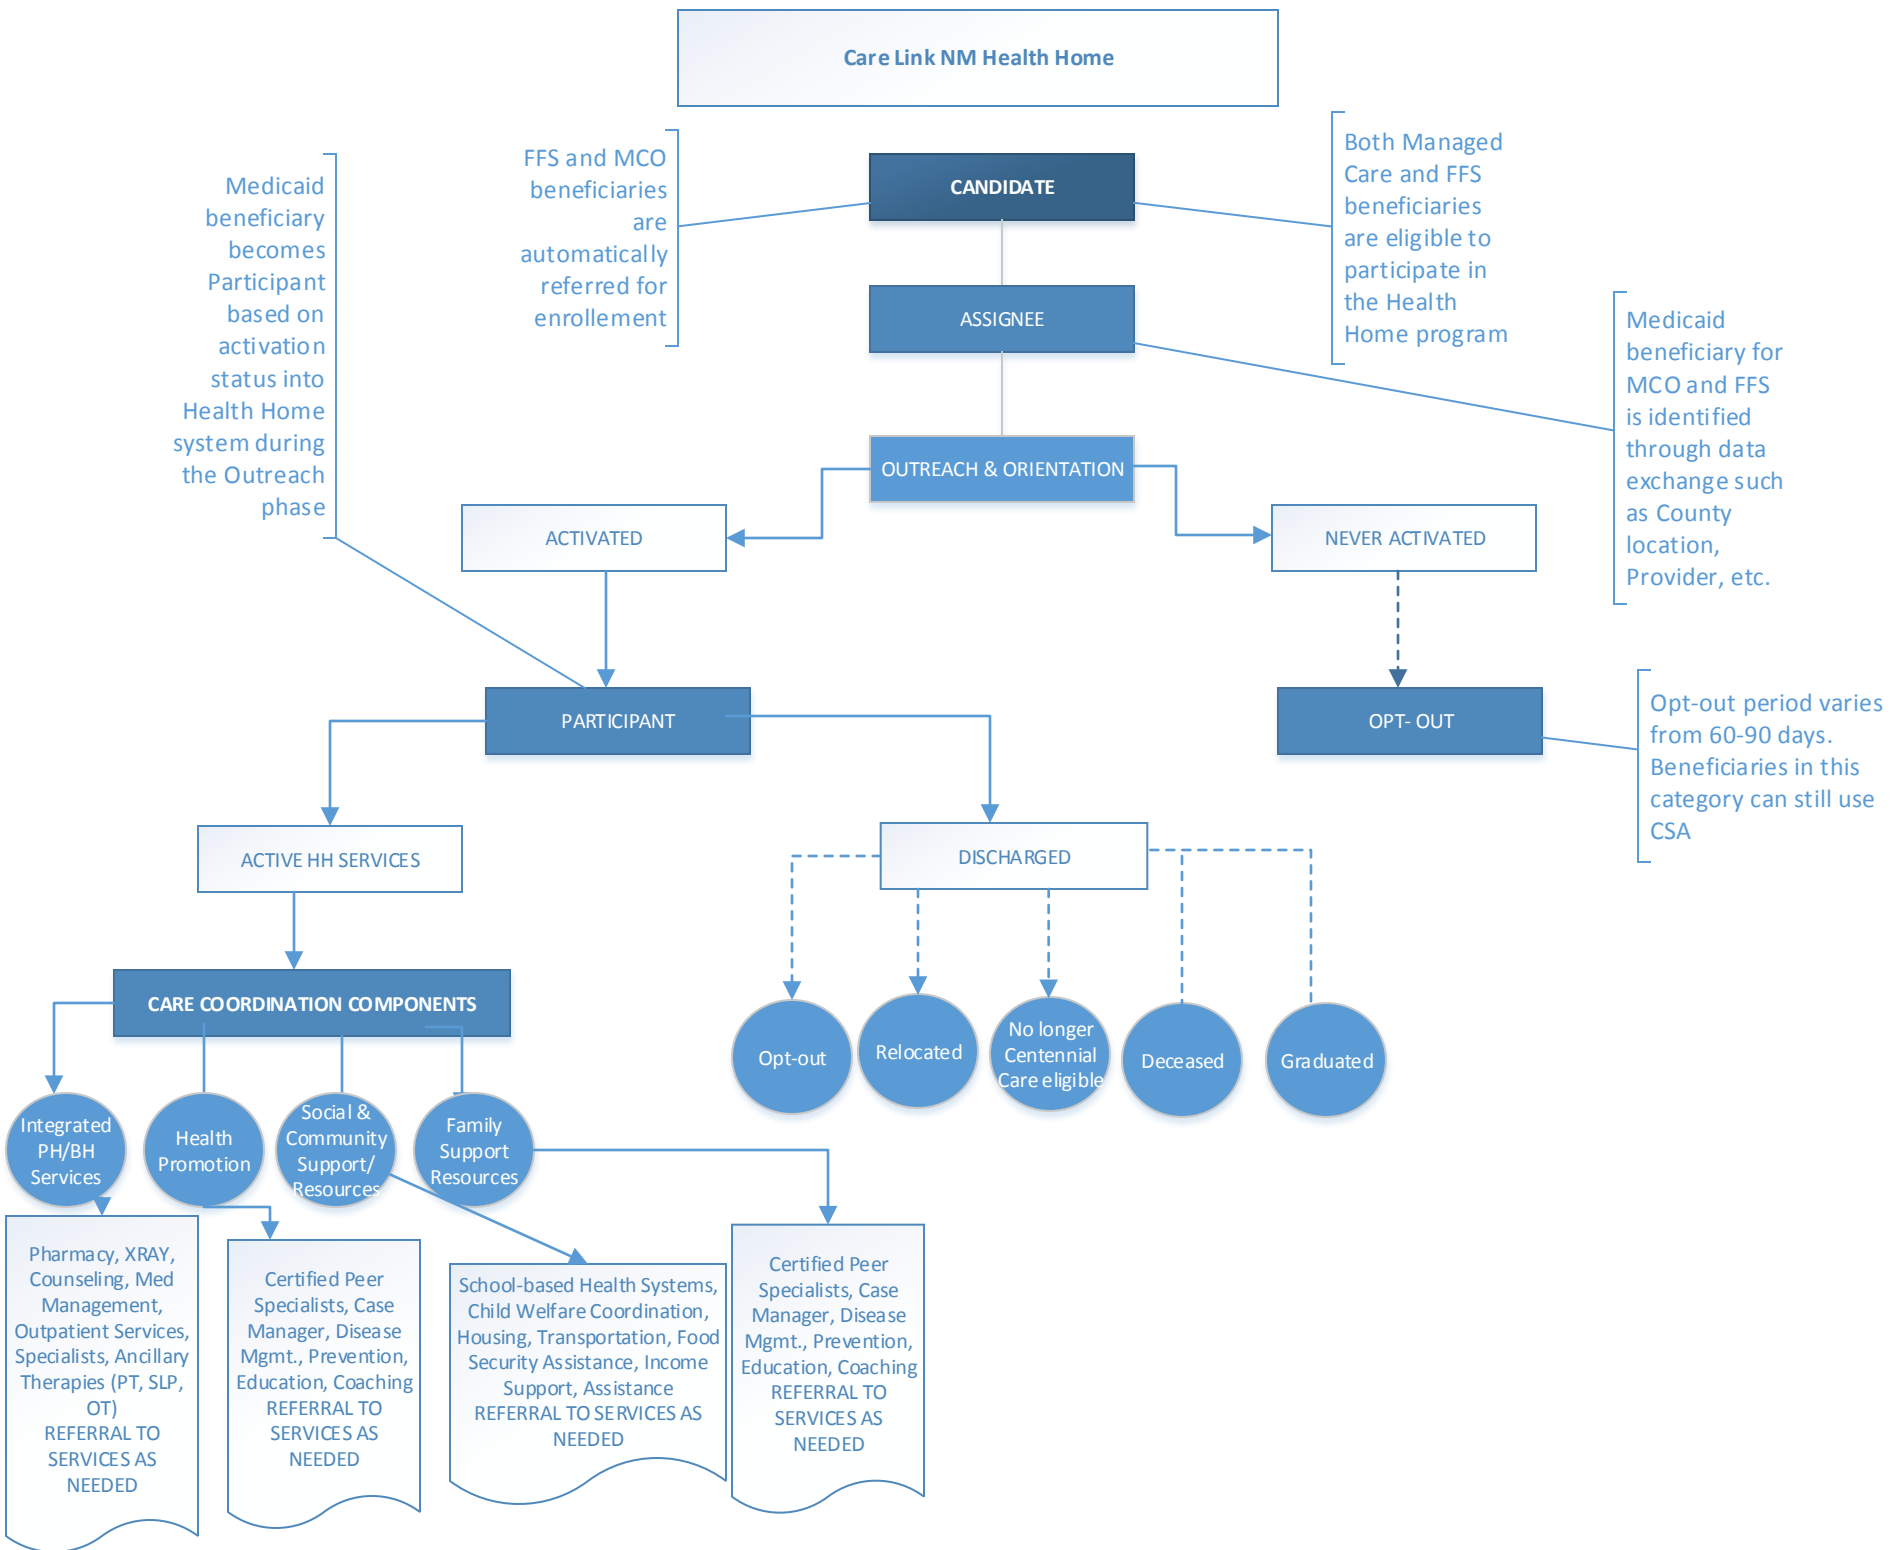 Care Link NM Health Home
CANDIDATE
FFS and MCO
beneficiaries
are
automatically
referred for
enrollement
Both Managed
Care and FFS
beneficiaries
are eligible to
participate in
the Health
Home program
Medicaid
beneficiary
becomes
Participant
based on
activation
status into
Health Home
system during
the Outreach
phase
ASSIGNEE
Medicaid
beneficiary for
MCO and FFS
is identified
through data
exchange such
as County
location,
Provider, etc.
OUTREACH & ORIENTATION
ACTIVATED
NEVER ACTIVATED
PARTICIPANT
OPT- OUT
Opt-out period varies
from 60-90 days.
Beneficiaries in this
category can still use
CSA
ACTIVE HH SERVICES
DISCHARGED
CARE COORDINATION COMPONENTS
Opt-out
Relocated
No longer
Centennial
Care eligible
Deceased
Graduated
Integrated
PH/BH
Services
Health
Promotion
Social &
Community
Support/
Resources
Family
Support
Resources
Pharmacy, XRAY,
Counseling, Med
Management,
Outpatient Services,
Specialists, Ancillary
Therapies (PT, SLP,
OT)
REFERRAL TO
SERVICES AS
NEEDED
Certified Peer
Specialists, Case
Manager, Disease
Mgmt., Prevention,
Education, Coaching
REFERRAL TO
SERVICES AS
NEEDED
School-based Health Systems,
Child Welfare Coordination,
Housing, Transportation, Food
Security Assistance, Income
Support, Assistance
REFERRAL TO SERVICES AS
NEEDED
Certified Peer
Specialists, Case
Manager, Disease
Mgmt., Prevention,
Education, Coaching
REFERRAL TO
SERVICES AS
NEEDED